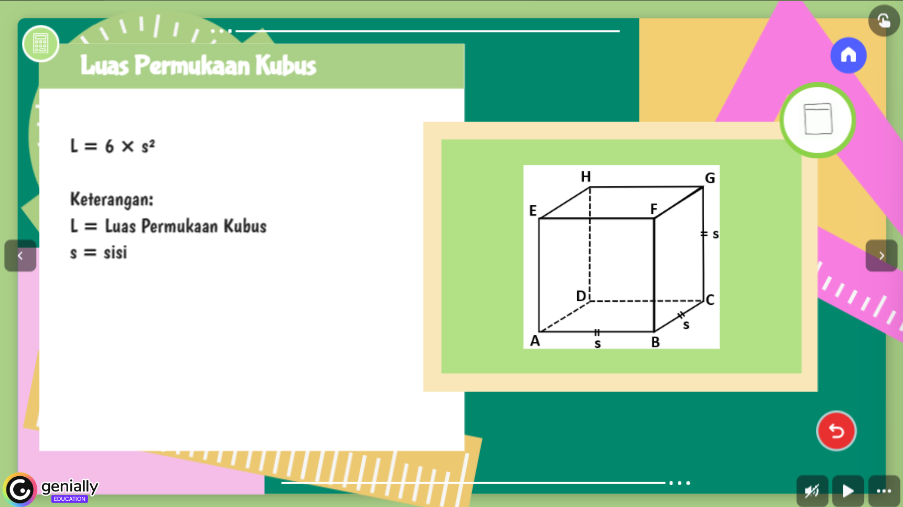 Luas Permukaan Kubus
L = 6 × s²
Keterangan:
L = Luas Permukaan Kubus
s = sisi
H
G
E
F
= s
D
C
s
A
s
B
genially
EDUCATION